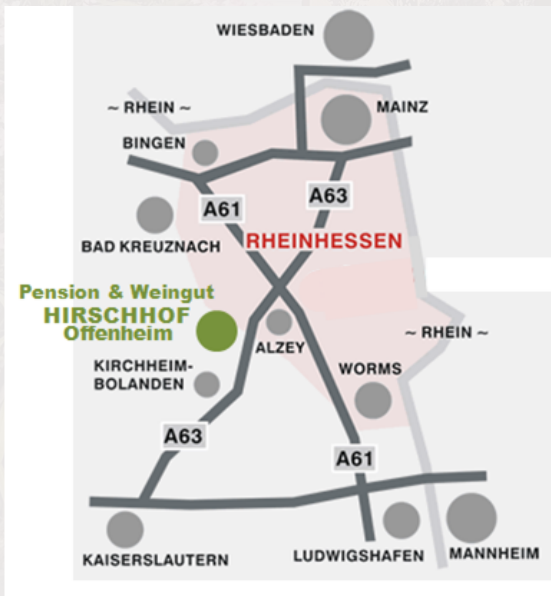 WIESBADEN
~ RHEIN ~
MAINZ
BINGEN
A61
A63
BAD KREUZNACH
RHEINHESSEN
Pension & Weingut
HIRSCHHOF
Offenheim
ALZEY
~ RHEIN ~
KIRCHHEIM-
BOLANDEN
WORMS
A63
A61
KAISERSLAUTERN
LUDWIGSHAFEN
MANNHEIM